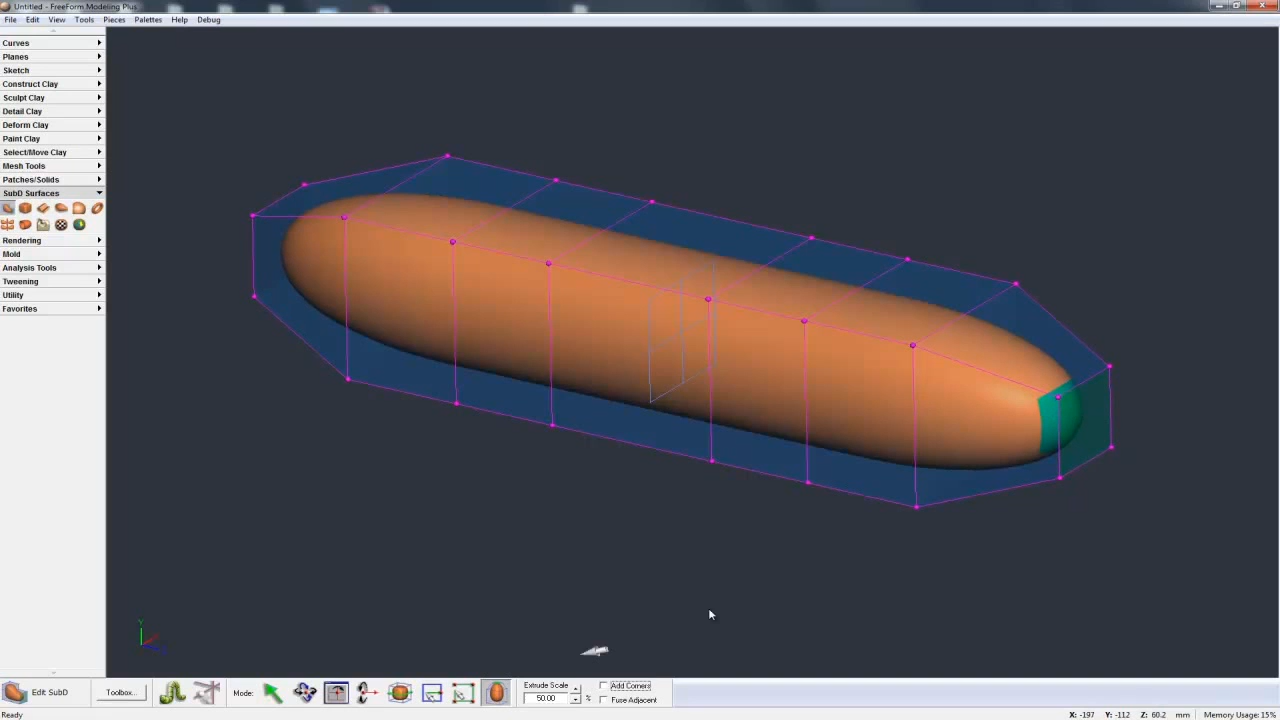 Untitled - FreeForm Modeling Plus
File Edit View Tools Pieces Palettes Help Debug
Curves
Planes
Sketch
Construct Clay
Sculpt Clay
Detail Clay
Deform Clay
Paint Clay
Select/Move Clay
Mesh Tools
Patches/Solids
SubD Surfaces
Rendering
Mold
Analysis Tools
Tweening
Utility
Favorites
Y
Edit SubD Toolbox... Mode: Extrude Scale 50.00 % Add Corners
Fuse Adjacent
Ready X: -197 Y: -112 Z: 60.2 mm Memory Usage: 15%